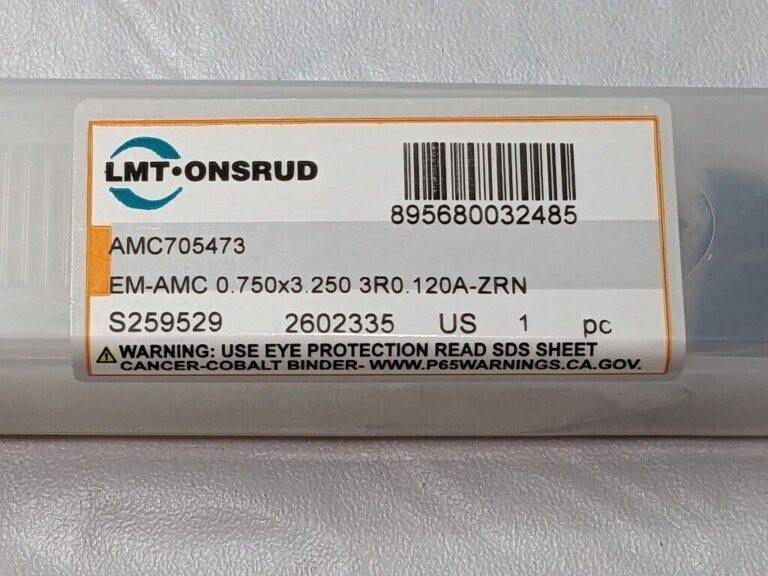 LMT•ONSRUD
895680032485
AMC705473
EM-AMC 0.750x3.250 3R0.120A-ZRN
S259529 2602335 US 1 pc
⚠ WARNING: USE EYE PROTECTION READ SDS SHEET
CANCER-COBALT BINDER- WWW.P65WARNINGS.CA.GOV.